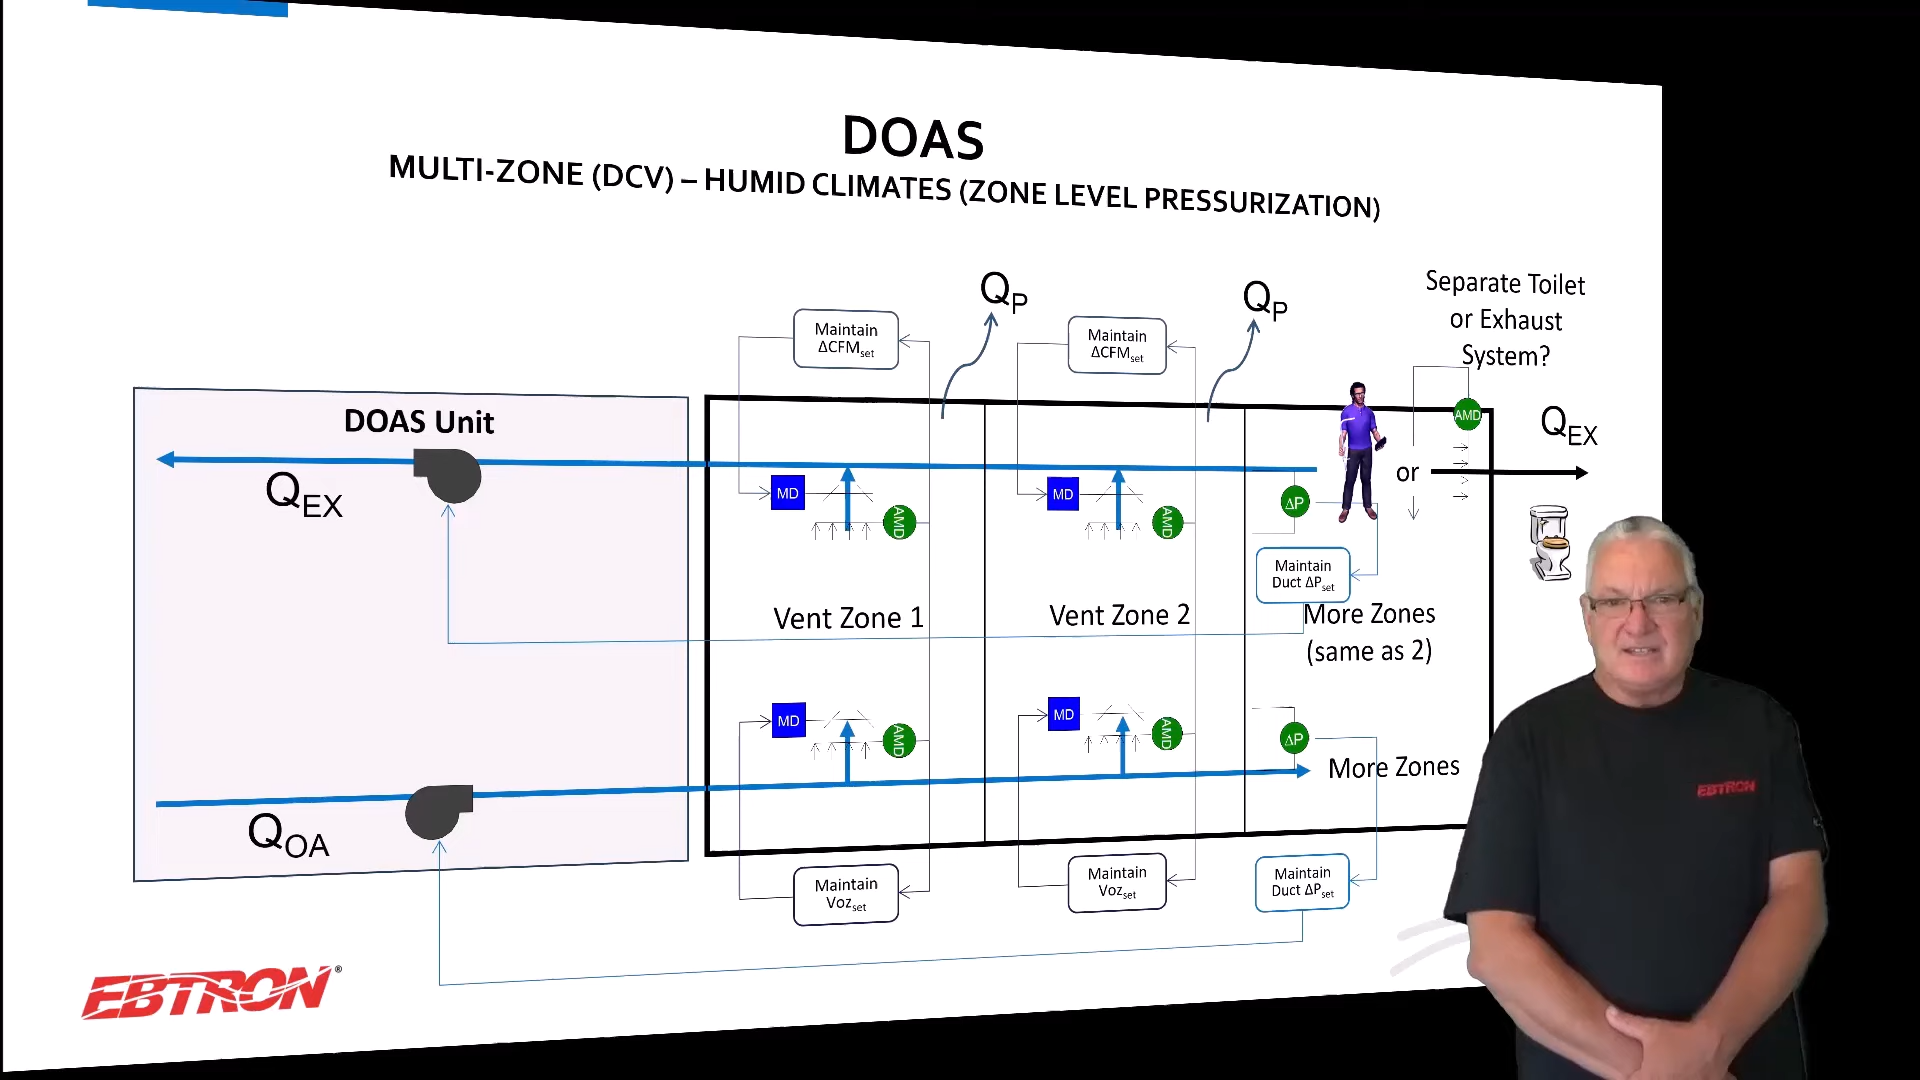 DOAS
MULTI-ZONE (DCV) – HUMID CLIMATES (ZONE LEVEL PRESSURIZATION)
QP
QP
Separate Toilet
or Exhaust
System?
Maintain
ΔCFMset
Maintain
ΔCFMset
DOAS Unit
AMD
QEX
QEX
or
MD
AMD
MD
AMD
ΔP
Maintain
Duct ΔPset
Vent Zone 1
Vent Zone 2
More Zones
(same as 2)
MD
AMD
MD
AMD
ΔP
More Zones
QOA
Maintain
Vozset
Maintain
Vozset
Maintain
Duct ΔPset
EBTRON
EBTRON®